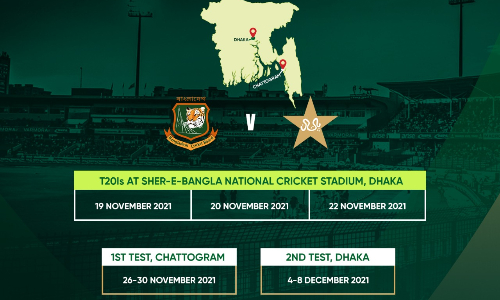 DHAKA
CHATTOGRAM
বাংলাদেশ
V
T20Is AT SHER-E-BANGLA NATIONAL CRICKET STADIUM, DHAKA
19 NOVEMBER 2021
20 NOVEMBER 2021
22 NOVEMBER 2021
1ST TEST, CHATTOGRAM
2ND TEST, DHAKA
26-30 NOVEMBER 2021
4-8 DECEMBER 2021